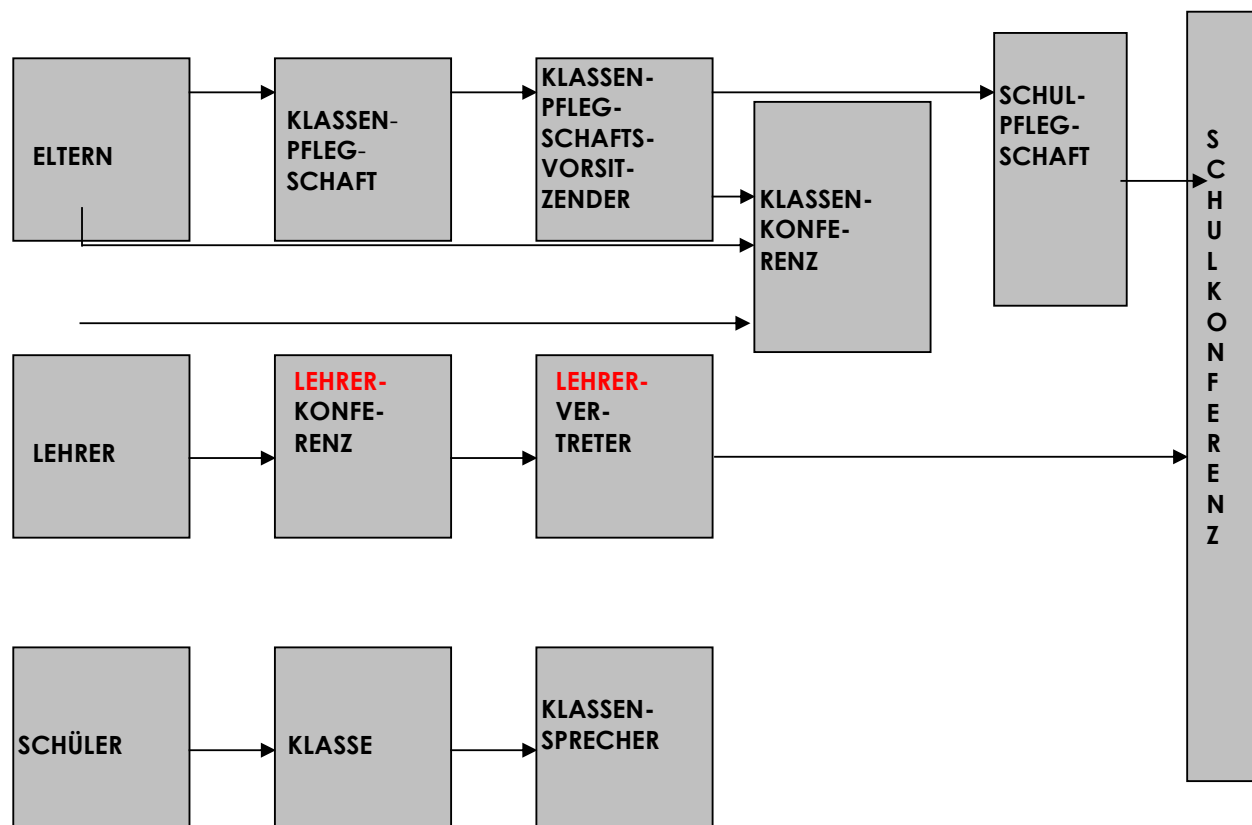 ELTERN
KLASSEN-
PFLEG-
SCHAFT
KLASSEN-
PFLEG-
SCHAFTS-
VORSIT-
ZENDER
KLASSEN-
KONFE-
RENZ
SCHUL-
PFLEG-
SCHAFT
S
C
H
U
L
K
O
N
F
E
R
E
N
Z
LEHRER
LEHRER-
KONFE-
RENZ
LEHRER-
VER-
TRETER
SCHÜLER
KLASSE
KLASSEN-
SPRECHER